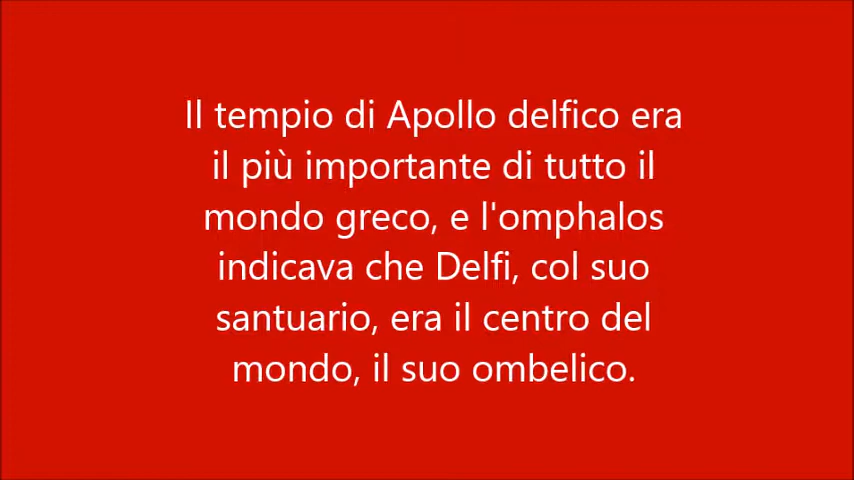 Il tempio di Apollo delfico era
il più importante di tutto il
mondo greco, e l'omphalos
indicava che Delfi, col suo
santuario, era il centro del
mondo, il suo ombelico.